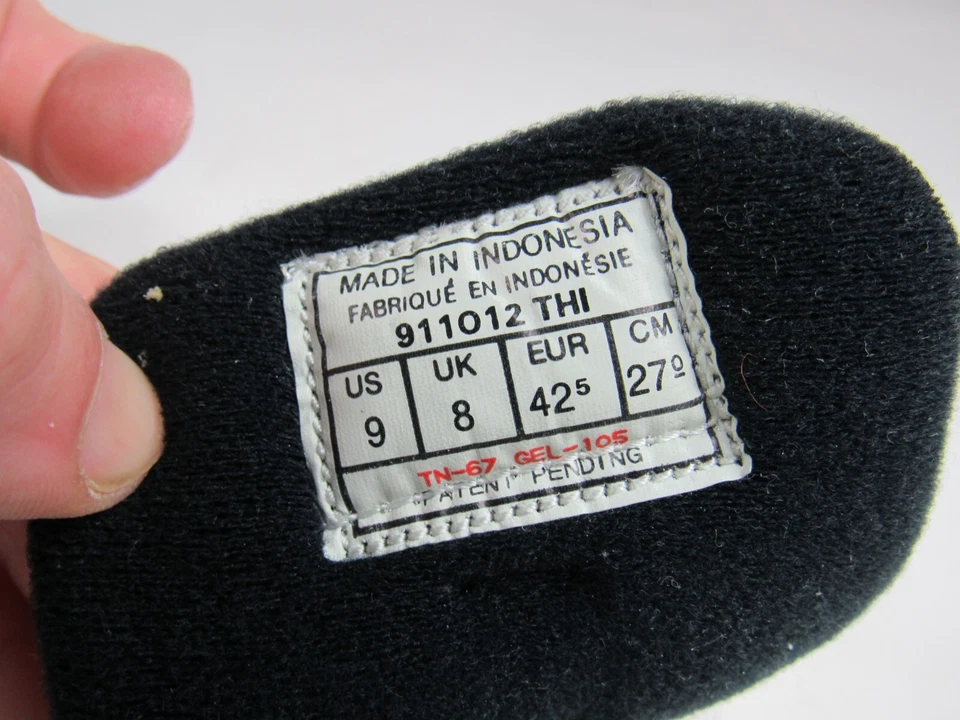 MADE IN INDONESIA
FABRIQUÉ EN INDONÉSIE
911012 THI
US UK EUR CM
9 8 42⁵ 27º
TN-67 GEL-105
PATENT PENDING